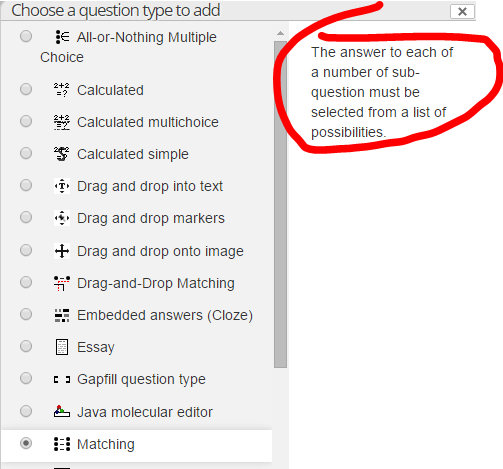 Choose a question type to add
All-or-Nothing Multiple
Choice
Calculated
Calculated multichoice
Calculated simple
Drag and drop into text
Drag and drop markers
Drag and drop onto image
Drag-and-Drop Matching
Embedded answers (Cloze)
Essay
Gapfill question type
Java molecular editor
Matching
The answer to each of
a number of sub-
question must be
selected from a list of
possibilities.